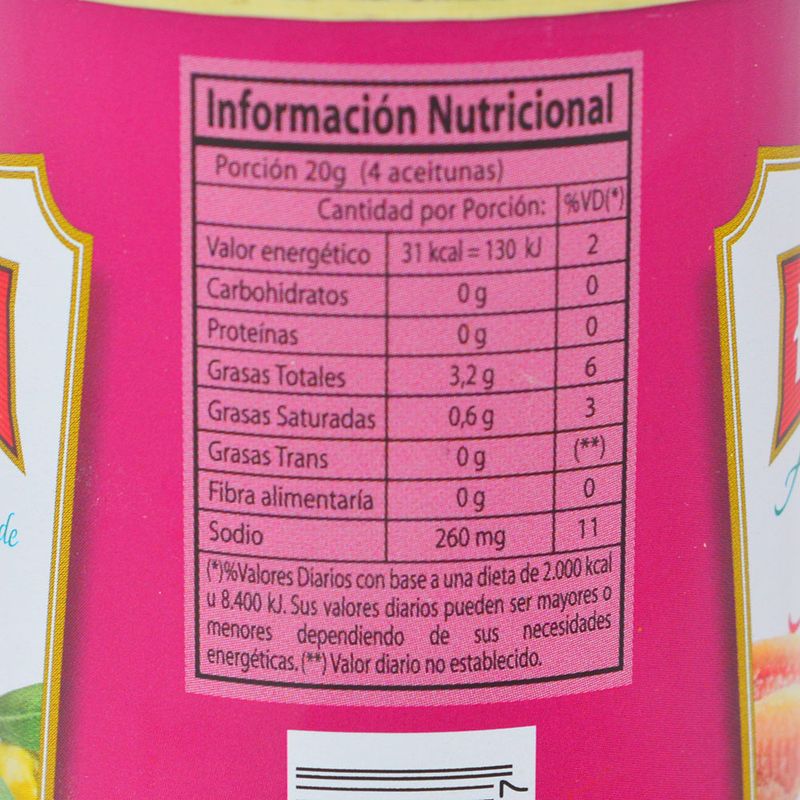 Información Nutricional
Porción 20g (4 aceitunas)
Cantidad por Porción: %VD(*)
Valor energético 31 kcal = 130 kJ 2
Carbohidratos 0 g 0
Proteínas 0 g 0
Grasas Totales 3,2 g 6
Grasas Saturadas 0,6 g 3
Grasas Trans 0 g (**)
Fibra alimentaría 0 g 0
Sodio 260 mg 11
(*)%Valores Diarios con base a una dieta de 2.000 kcal
u 8.400 kJ. Sus valores diarios pueden ser mayores o
menores dependiendo de sus necesidades
energéticas. (**) Valor diario no establecido.
de
7